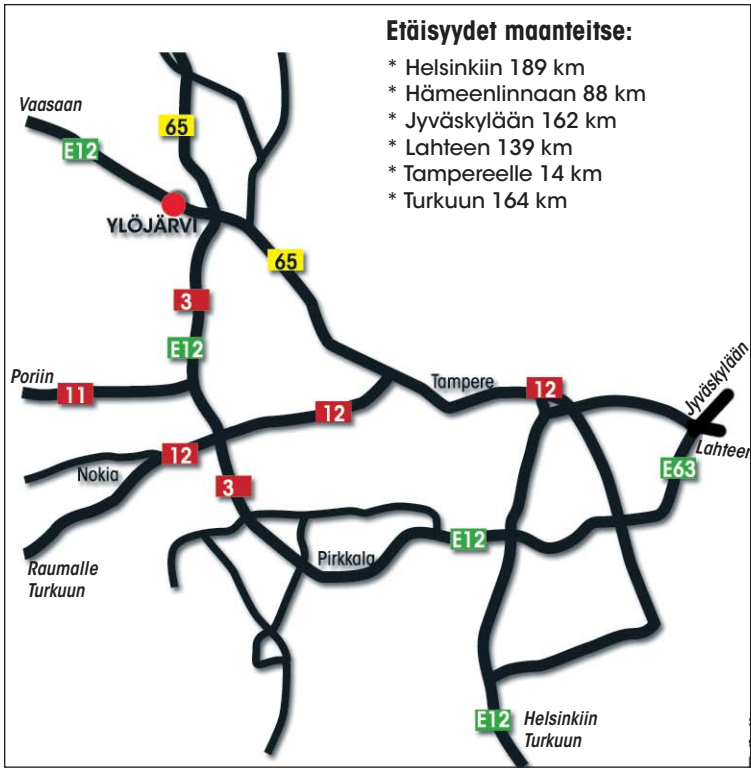 Etäisyydet maanteitse:
* Helsinkiin 189 km
* Hämeenlinnaan 88 km
* Jyväskylään 162 km
* Lahteen 139 km
* Tampereelle 14 km
* Turkuun 164 km
Vaasaan
65
E12
YLÖJÄRVI
65
3
E12
Poriin
11
Tampere
12
Jyväskylään
12
Lahteen
12
Nokia
E63
3
E12
Pirkkala
Raumalle
Turkuun
E12
Helsinkiin
Turkuun